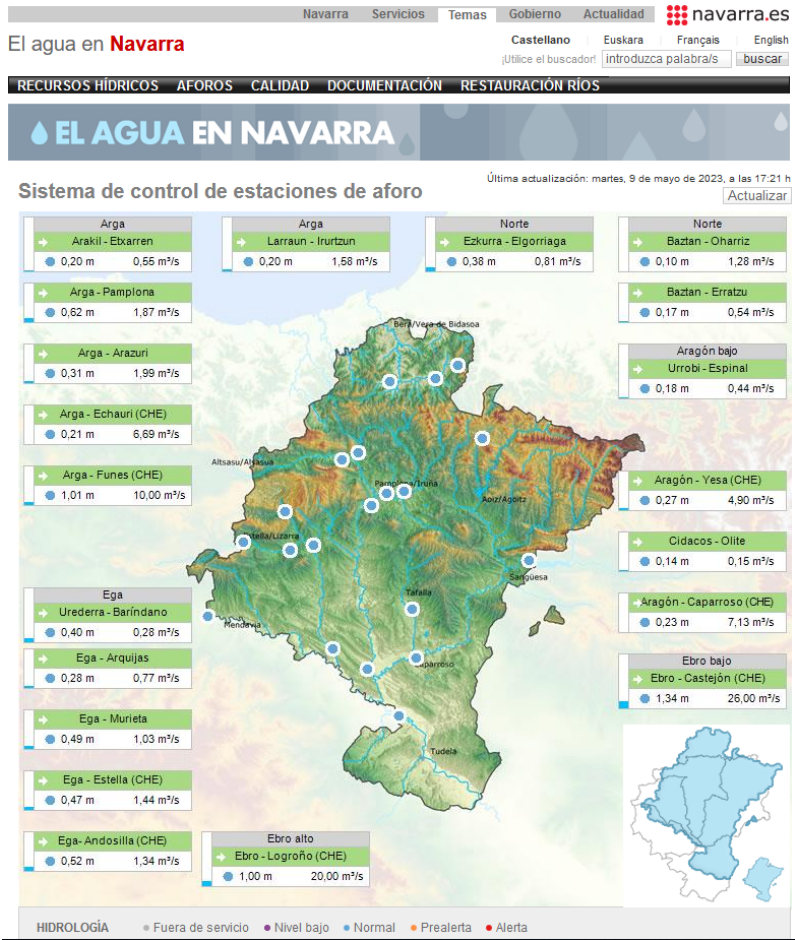 Navarra Servicios Temas Gobierno Actualidad navarra.es
El agua en Navarra
Castellano Euskara Français English
¡Utilice el buscador! introduzca palabra/s buscar
RECURSOS HÍDRICOS AFOROS CALIDAD DOCUMENTACIÓN RESTAURACIÓN RÍOS
EL AGUA EN NAVARRA
Última actualización: martes, 9 de mayo de 2023, a las 17:21 h
Sistema de control de estaciones de aforo
Actualizar
Arga
Arakil - Etxarren
0,20 m 0,55 m³/s
Arga
Larraun - Irurtzun
0,20 m 1,58 m³/s
Norte
Ezkurra - Elgorriaga
0,38 m 0,81 m³/s
Norte
Baztan - Oharriz
0,10 m 1,28 m³/s
Arga - Pamplona
0,62 m 1,87 m³/s
Baztan - Erratzu
0,17 m 0,54 m³/s
Arga - Arazuri
0,31 m 1,99 m³/s
Aragón bajo
Urrobi - Espinal
0,18 m 0,44 m³/s
Arga - Echauri (CHE)
0,21 m 6,69 m³/s
Arga - Funes (CHE)
1,01 m 10,00 m³/s
Aragón - Yesa (CHE)
0,27 m 4,90 m³/s
Cidacos - Olite
0,14 m 0,15 m³/s
Ega
Urederra - Baríndano
0,40 m 0,28 m³/s
Aragón - Caparroso (CHE)
0,23 m 7,13 m³/s
Ega - Arquijas
0,28 m 0,77 m³/s
Ebro bajo
Ebro - Castejón (CHE)
1,34 m 26,00 m³/s
Ega - Murieta
0,49 m 1,03 m³/s
Ega - Estella (CHE)
0,47 m 1,44 m³/s
Ega- Andosilla (CHE)
0,52 m 1,34 m³/s
Ebro alto
Ebro - Logroño (CHE)
1,00 m 20,00 m³/s
Bera/Vera de Bidasoa
Altsasu/Alsasua
Pamplona/Iruña
Aoiz/Agoitz
Estella/Lizarra
Sangüesa
Tafalla
Mendavia
Caparroso
Tudela
HIDROLOGÍA Fuera de servicio Nivel bajo Normal Prealerta Alerta